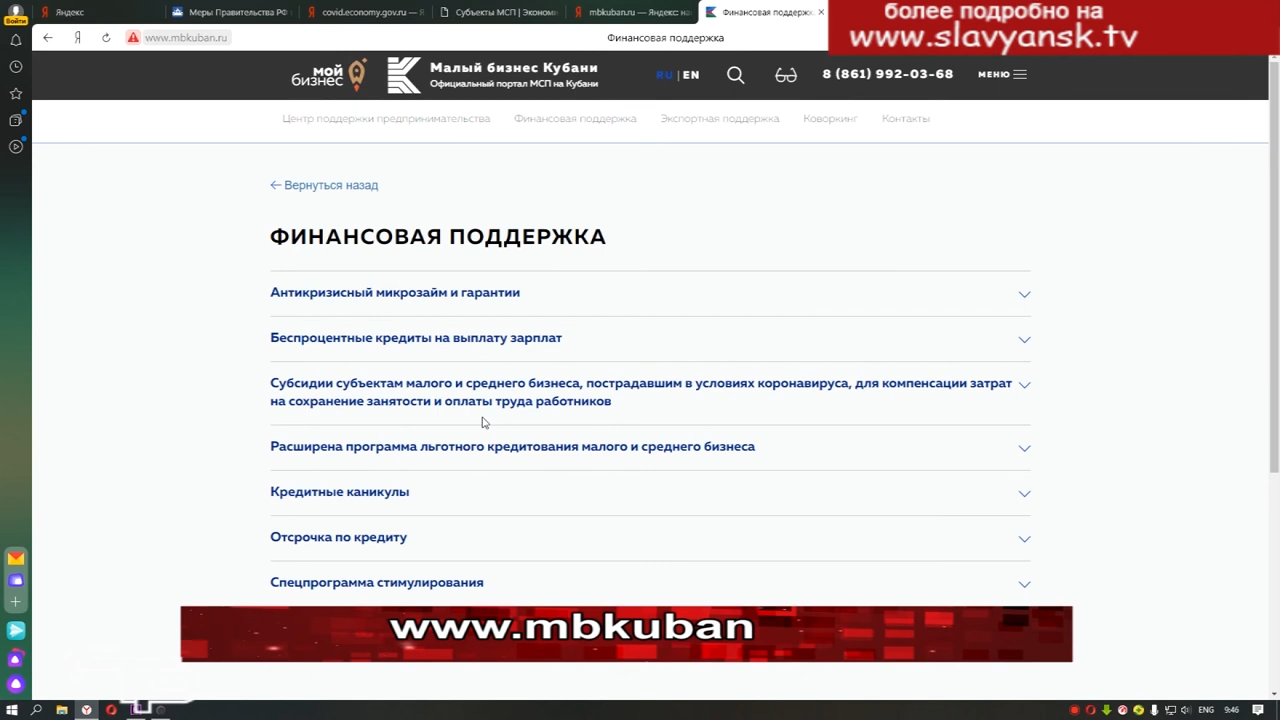 Яндекс
Меры Правительства РФ
covid.economy.gov.ru — Я
Субъекты МСП | Эконом
mbkuban.ru — Яндекс: на
Финансовая поддержк
более подробно на
www.slavyansk.tv
Войти
Я
www.mbkuban.ru
Финансовая поддержка
мой бизнес
Малый бизнес Кубани
Официальный портал МСП на Кубани
RU | EN
8 (861) 992-03-68
МЕНЮ
Центр поддержки предпринимательства
Финансовая поддержка
Экспортная поддержка
Коворкинг
Контакты
← Вернуться назад
ФИНАНСОВАЯ ПОДДЕРЖКА
Антикризисный микрозайм и гарантии
Беспроцентные кредиты на выплату зарплат
Субсидии субъектам малого и среднего бизнеса, пострадавшим в условиях коронавируса, для компенсации затрат
на сохранение занятости и оплаты труда работников
Расширена программа льготного кредитования малого и среднего бизнеса
Кредитные каникулы
Отсрочка по кредиту
Спецпрограмма стимулирования
www.mbkuban
ENG
9:46